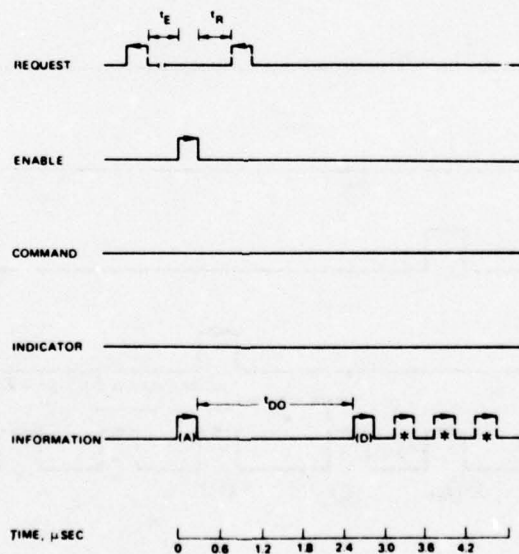 tE tR
REQUEST
ENABLE
COMMAND
INDICATOR
tDO
INFORMATION (A) (D) * * *
TIME, μSEC
0 0.6 1.2 1.8 2.4 3.0 3.6 4.2